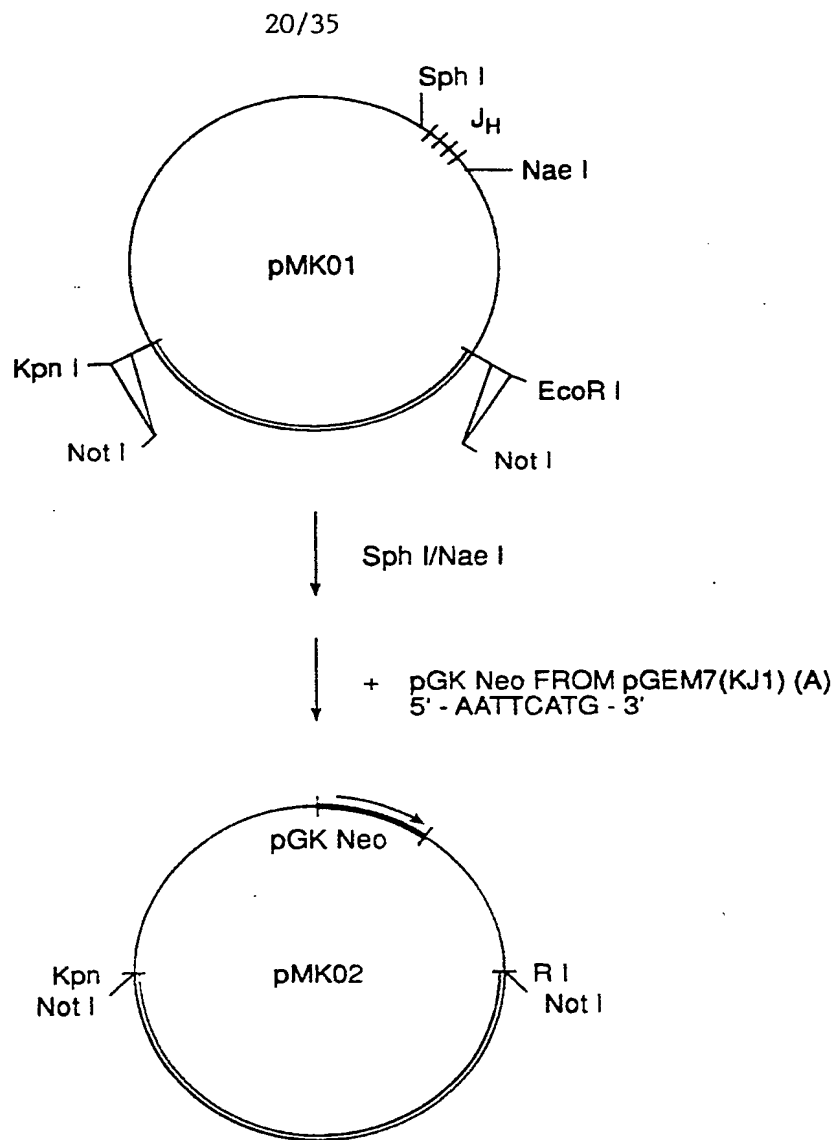 20/35
Sph I
JH
Nae I
pMK01
Kpn I
EcoR I
Not I
Not I
Sph I/Nae I
+ pGK Neo FROM pGEM7(KJ1) (A)
5' - AATTCATG - 3'
pGK Neo
Kpn
Not I
pMK02
R I
Not I